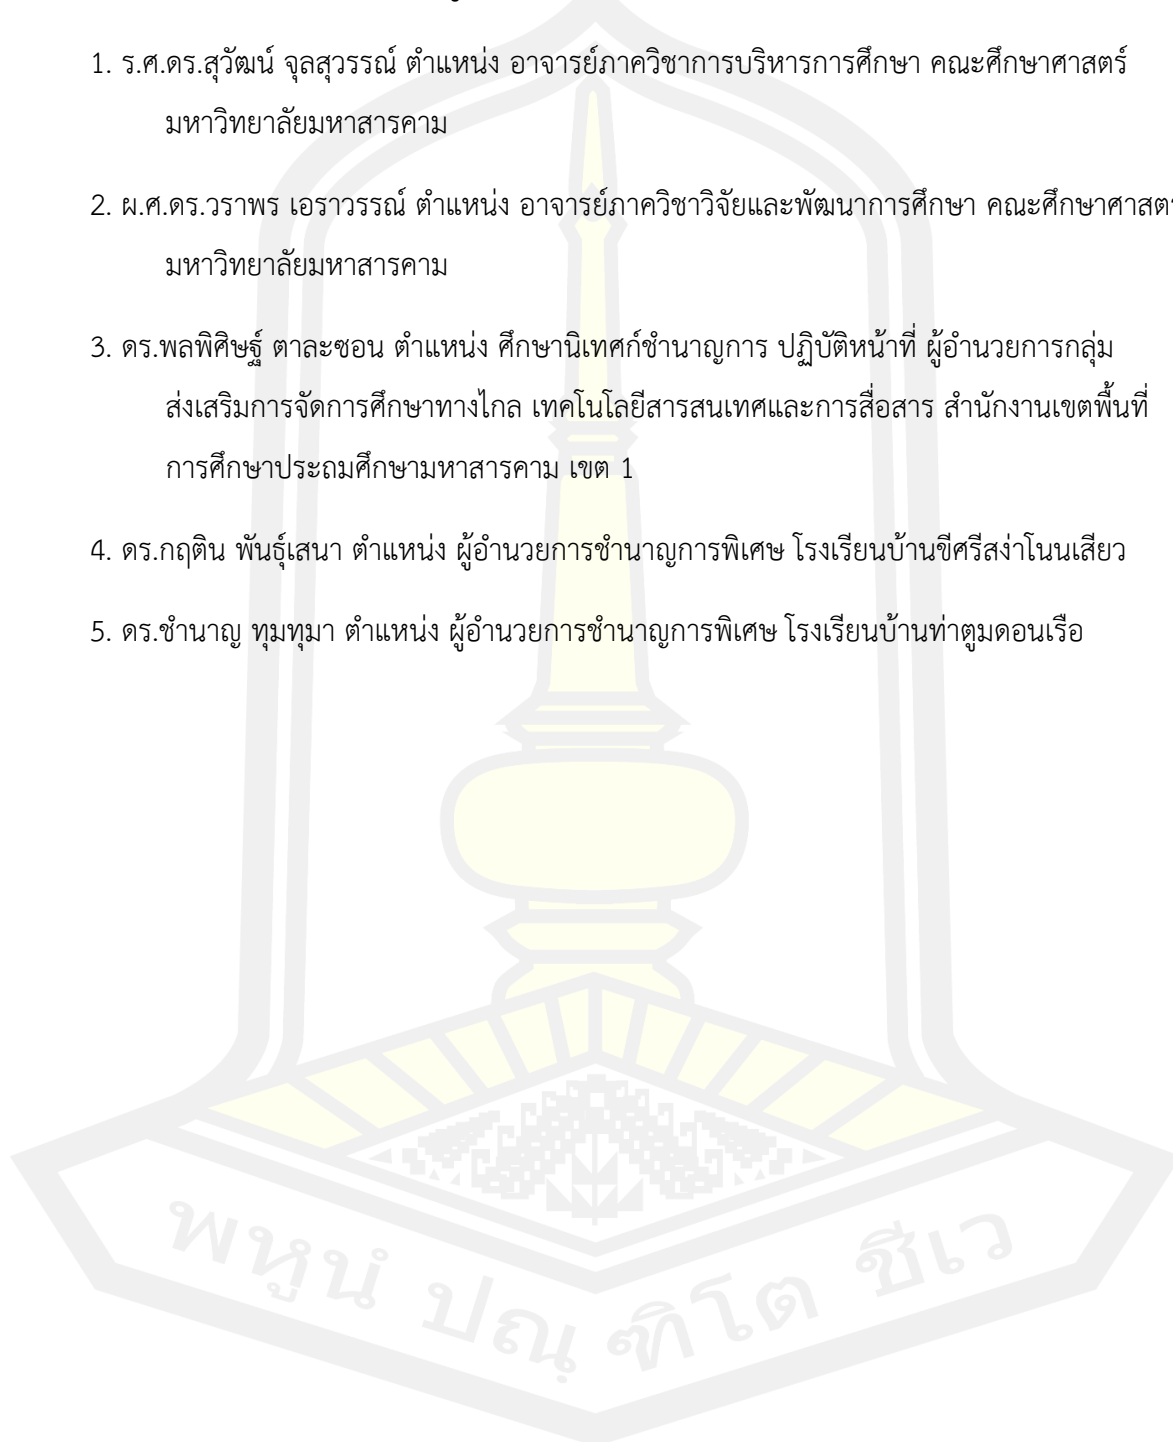 1. ร.ศ.ดร.สุวัฒน์ จุลสุวรรณ์ ตำแหน่ง อาจารย์ภาควิชาการบริหารการศึกษา คณะศึกษาศาสตร์
มหาวิทยาลัยมหาสารคาม
2. ผ.ศ.ดร.วราพร เอราวรรณ์ ตำแหน่ง อาจารย์ภาควิชาวิจัยและพัฒนาการศึกษา
มหาวิทยาลัยมหาสารคาม
3. ดร.พลพิศิษฐ์ ตาละซอน ตำแหน่ง ศึกษานิเทศก์ชำนาญการ ปฏิบัติหน้าที่ ผู้อำนวยการกลุ่ม
ส่งเสริมการจัดการศึกษาทางไกล เทคโนโลยีสารสนเทศและการสื่อสาร สำนักงานเขตพื้นที่
การศึกษาประถมศึกษามหาสารคาม เขต 1
4. ดร.กฤติน พันธุ์เสนา ตำแหน่ง ผู้อำนวยการชำนาญการพิเศษ โรงเรียนบ้านขีศรีสง่าโนนเสียว
5. ดร.ชำนาญ ทุมทุมา ตำแหน่ง ผู้อำนวยการชำนาญการพิเศษ โรงเรียนบ้านท่าตูมดอนเรือ
พหูนํ ปณฺฑิโต ชีเว